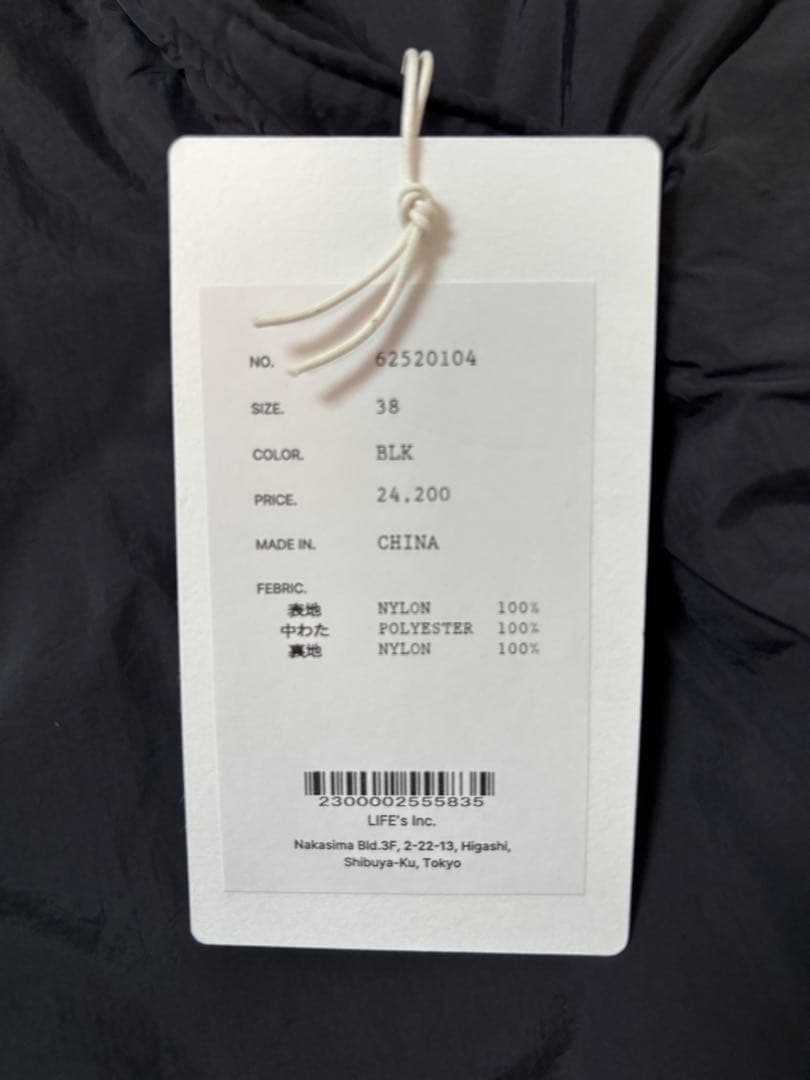 NO. 62520104
SIZE. 38
COLOR. BLK
PRICE. 24,200
MADE IN. CHINA
FEBRIC.
表地 NYLON 100%
中わた POLYESTER 100%
裏地 NYLON 100%
2300002555835
LIFE's Inc.
Nakasima Bld.3F, 2-22-13, Higashi,
Shibuya-Ku, Tokyo